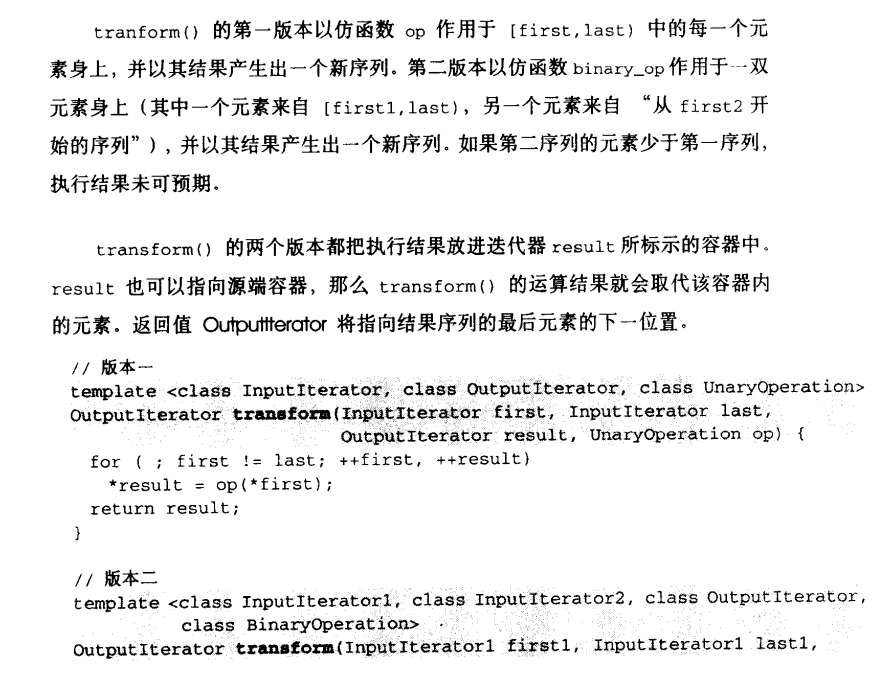 tranform() 的第一版本以仿函数 op 作用于 [first,last) 中的每一个元
素身上，并以其结果产生出一个新序列。第二版本以仿函数 binary_op 作用于一双
元素身上（其中一个元素来自 [first1,last)，另一个元素来自 “从 first2 开
始的序列”），并以其结果产生出一个新序列。如果第二序列的元素少于第一序列，
执行结果未可预期。
transform() 的两个版本都把执行结果放进迭代器 result 所标示的容器中。
result 也可以指向源端容器，那么 transform() 的运算结果就会取代该容器内
的元素。返回值 OutputIterator 将指向结果序列的最后元素的下一位置。
// 版本一
template <class InputIterator, class OutputIterator, class UnaryOperation>
OutputIterator transform(InputIterator first, InputIterator last,
OutputIterator result, UnaryOperation op) {
for ( ; first != last; ++first, ++result)
*result = op(*first);
return result;
}
// 版本二
template <class InputIterator1, class InputIterator2, class OutputIterator,
class BinaryOperation>
OutputIterator transform(InputIterator1 first1, InputIterator1 last1,